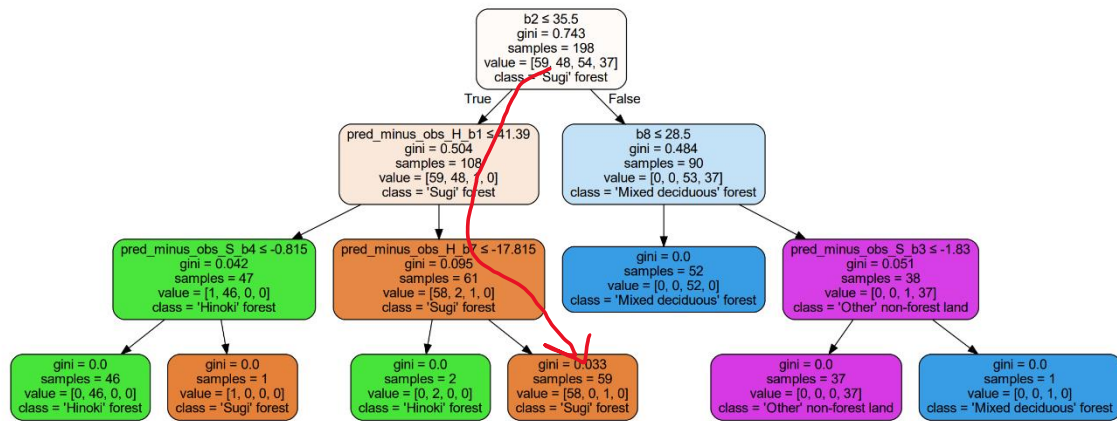 b2 ≤ 35.5
gini = 0.743
samples = 198
value = [59, 48, 54, 37]
class = 'Sugi' forest
True
False
pred_minus_obs_H_b1 ≤ 41.39
gini = 0.504
samples = 108
value = [59, 48, 1, 0]
class = 'Sugi' forest
b8 ≤ 28.5
gini = 0.484
samples = 90
value = [0, 0, 53, 37]
class = 'Mixed deciduous' forest
pred_minus_obs_S_b4 ≤ -0.815
gini = 0.042
samples = 47
value = [1, 46, 0, 0]
class = 'Hinoki' forest
pred_minus_obs_H_b7 ≤ -17.815
gini = 0.095
samples = 61
value = [58, 2, 1, 0]
class = 'Sugi' forest
gini = 0.0
samples = 52
value = [0, 0, 52, 0]
class = 'Mixed deciduous' forest
pred_minus_obs_S_b3 ≤ -1.83
gini = 0.051
samples = 38
value = [0, 0, 1, 37]
class = 'Other' non-forest land
gini = 0.0
samples = 46
value = [0, 46, 0, 0]
class = 'Hinoki' forest
gini = 0.0
samples = 1
value = [1, 0, 0, 0]
class = 'Sugi' forest
gini = 0.0
samples = 2
value = [0, 2, 0, 0]
class = 'Hinoki' forest
gini = 0.033
samples = 59
value = [58, 0, 1, 0]
class = 'Sugi' forest
gini = 0.0
samples = 37
value = [0, 0, 0, 37]
class = 'Other' non-forest land
gini = 0.0
samples = 1
value = [0, 0, 1, 0]
class = 'Mixed deciduous' forest